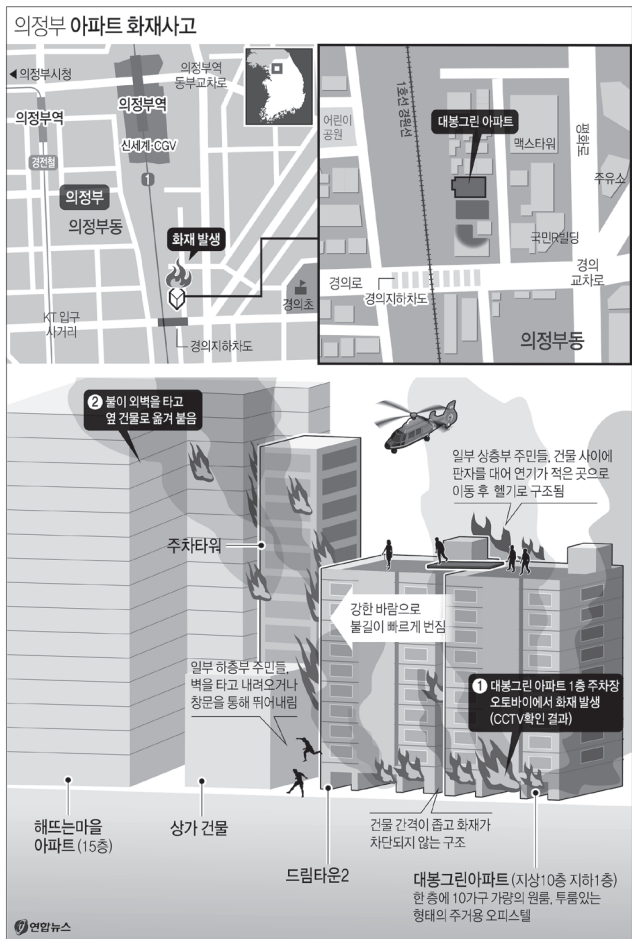 의정부 아파트 화재사고
의정부시청
의정부역
동부교차로
의정부역
의정부역
신세계·CGV
경전철
1
의정부
의정부동
화재 발생
KT 입구
사거리
경의초
경의지하차도
1호선 경원선
어린이
공원
대봉그린 아파트
맥스타워
평화로
주유소
국민R빌딩
경의로
경의지하차도
경의
교차로
의정부동
2 불이 외벽을 타고
옆 건물로 옮겨 붙음
일부 상층부 주민들, 건물 사이에
판자를 대어 연기가 적은 곳으로
이동 후 헬기로 구조됨
주차타워
강한 바람으로
불길이 빠르게 번짐
일부 하층부 주민들,
벽을 타고 내려오거나
창문을 통해 뛰어내림
1 대봉그린 아파트 1층 주차장
오토바이에서 화재 발생
(CCTV확인 결과)
해뜨는마을
아파트 (15층)
상가 건물
드림타운2
건물 간격이 좁고 화재가
차단되지 않는 구조
대봉그린아파트 (지상10층 지하1층)
한 층에 10가구 가량의 원룸, 투룸있는
형태의 주거용 오피스텔
연합뉴스